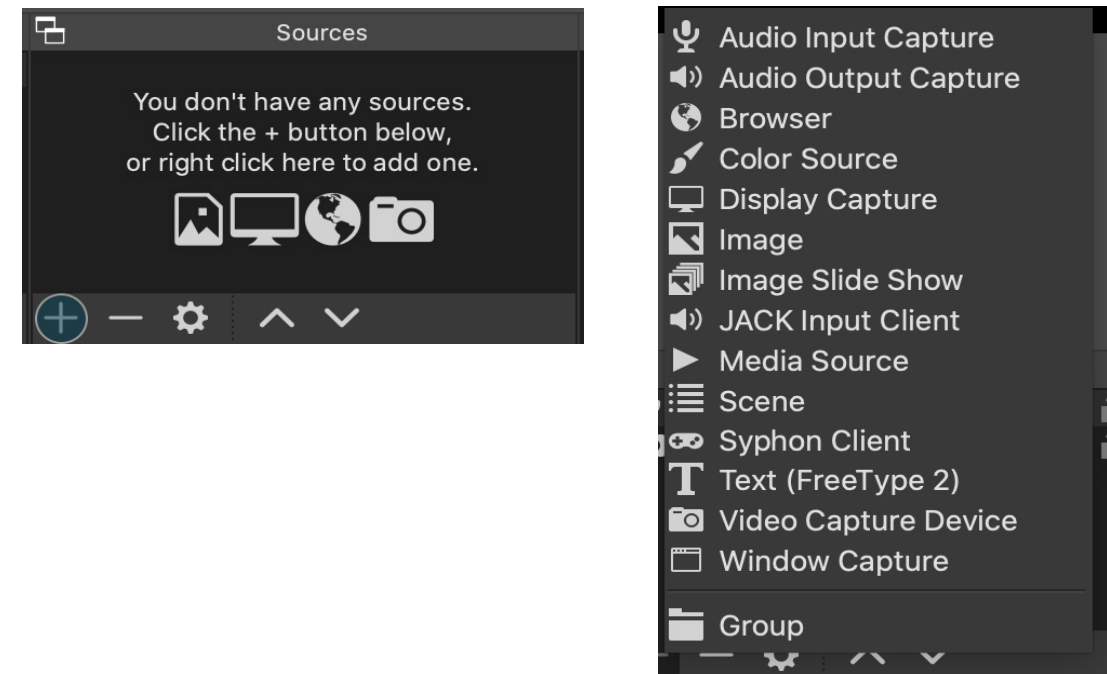 Sources
You don't have any sources.
Click the + button below,
or right click here to add one.
Audio Input Capture
Audio Output Capture
Browser
Color Source
Display Capture
Image
Image Slide Show
JACK Input Client
Media Source
Scene
Syphon Client
Text (FreeType 2)
Video Capture Device
Window Capture
Group